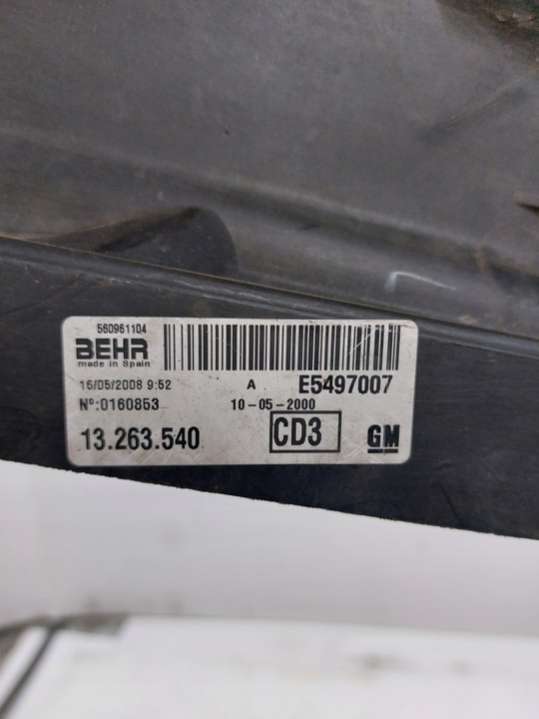 560961104
BEHR
made in Spain
16/05/2008 9:52 A E5497007
Nº:0160853 10-05-2000
13.263.540 CD3 GM